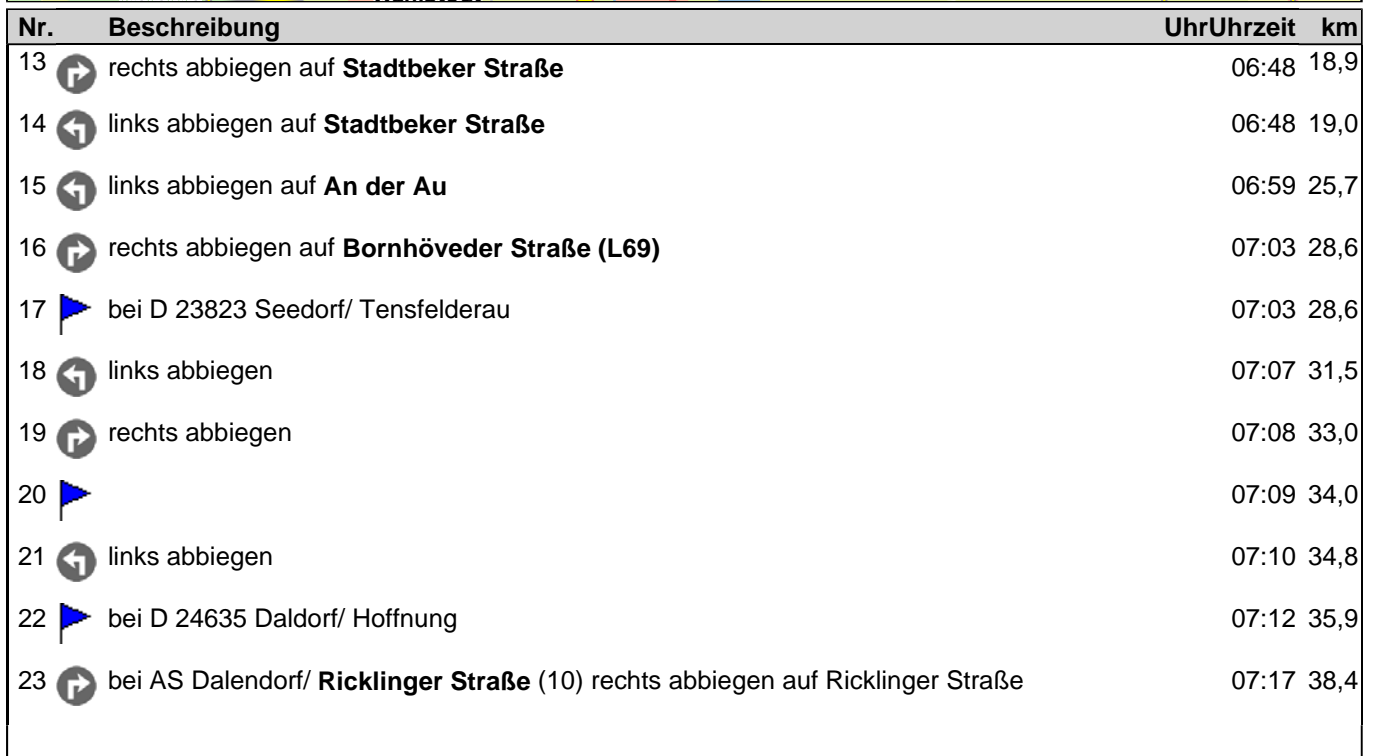 Nr. Beschreibung UhrUhrzeit km
13 rechts abbiegen auf Stadtbeker Straße 06:48 18,9
14 links abbiegen auf Stadtbeker Straße 06:48 19,0
15 links abbiegen auf An der Au 06:59 25,7
16 rechts abbiegen auf Bornhöveder Straße (L69) 07:03 28,6
17 bei D 23823 Seedorf/ Tensfelderau 07:03 28,6
18 links abbiegen 07:07 31,5
19 rechts abbiegen 07:08 33,0
20 07:09 34,0
21 links abbiegen 07:10 34,8
22 bei D 24635 Daldorf/ Hoffnung 07:12 35,9
23 bei AS Dalendorf/ Ricklinger Straße (10) rechts abbiegen auf Ricklinger Straße 07:17 38,4